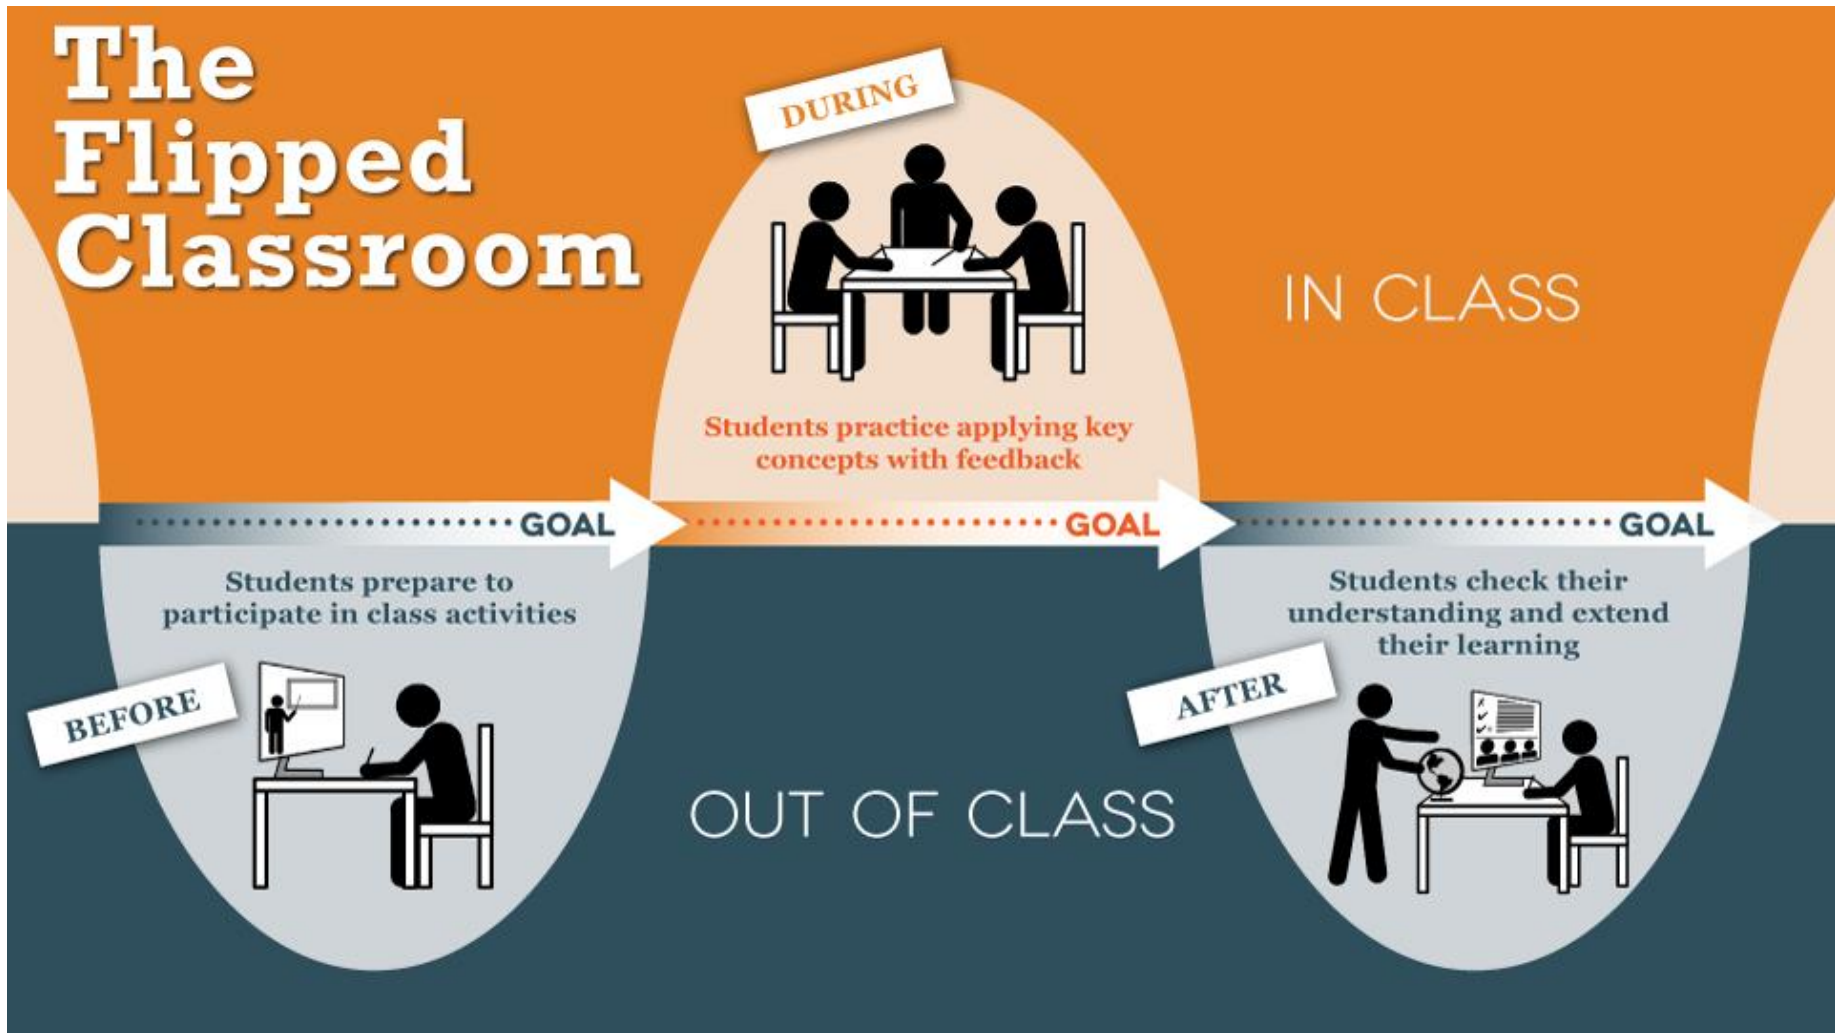 The
Flipped
Classroom
DURING
IN CLASS
Students practice applying key
concepts with feedback
GOAL
GOAL
GOAL
Students prepare to
participate in class activities
BEFORE
Students check their
understanding and extend
their learning
AFTER
OUT OF CLASS